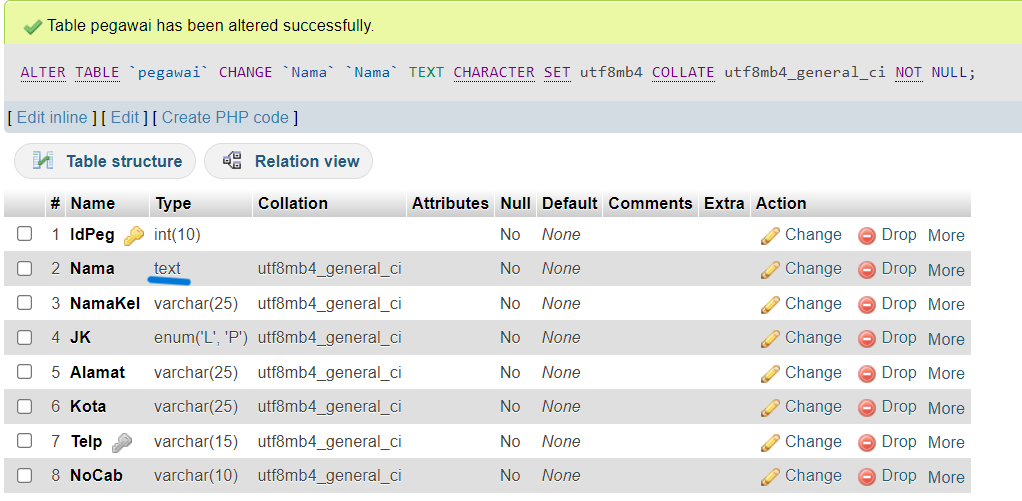 Table pegawai has been altered successfully.
ALTER TABLE `pegawai` CHANGE `Nama` `Nama` TEXT CHARACTER SET utf8mb4 COLLATE utf8mb4_general_ci NOT NULL;
[ Edit inline ] [ Edit ] [ Create PHP code ]
Table structure Relation view
# Name Type Collation Attributes Null Default Comments Extra Action
1 IdPeg int(10) No None Change Drop More
2 Nama text utf8mb4_general_ci No None Change Drop More
3 NamaKel varchar(25) utf8mb4_general_ci No None Change Drop More
4 JK enum('L', 'P') utf8mb4_general_ci No None Change Drop More
5 Alamat varchar(25) utf8mb4_general_ci No None Change Drop More
6 Kota varchar(25) utf8mb4_general_ci No None Change Drop More
7 Telp varchar(15) utf8mb4_general_ci No None Change Drop More
8 NoCab varchar(10) utf8mb4_general_ci No None Change Drop More